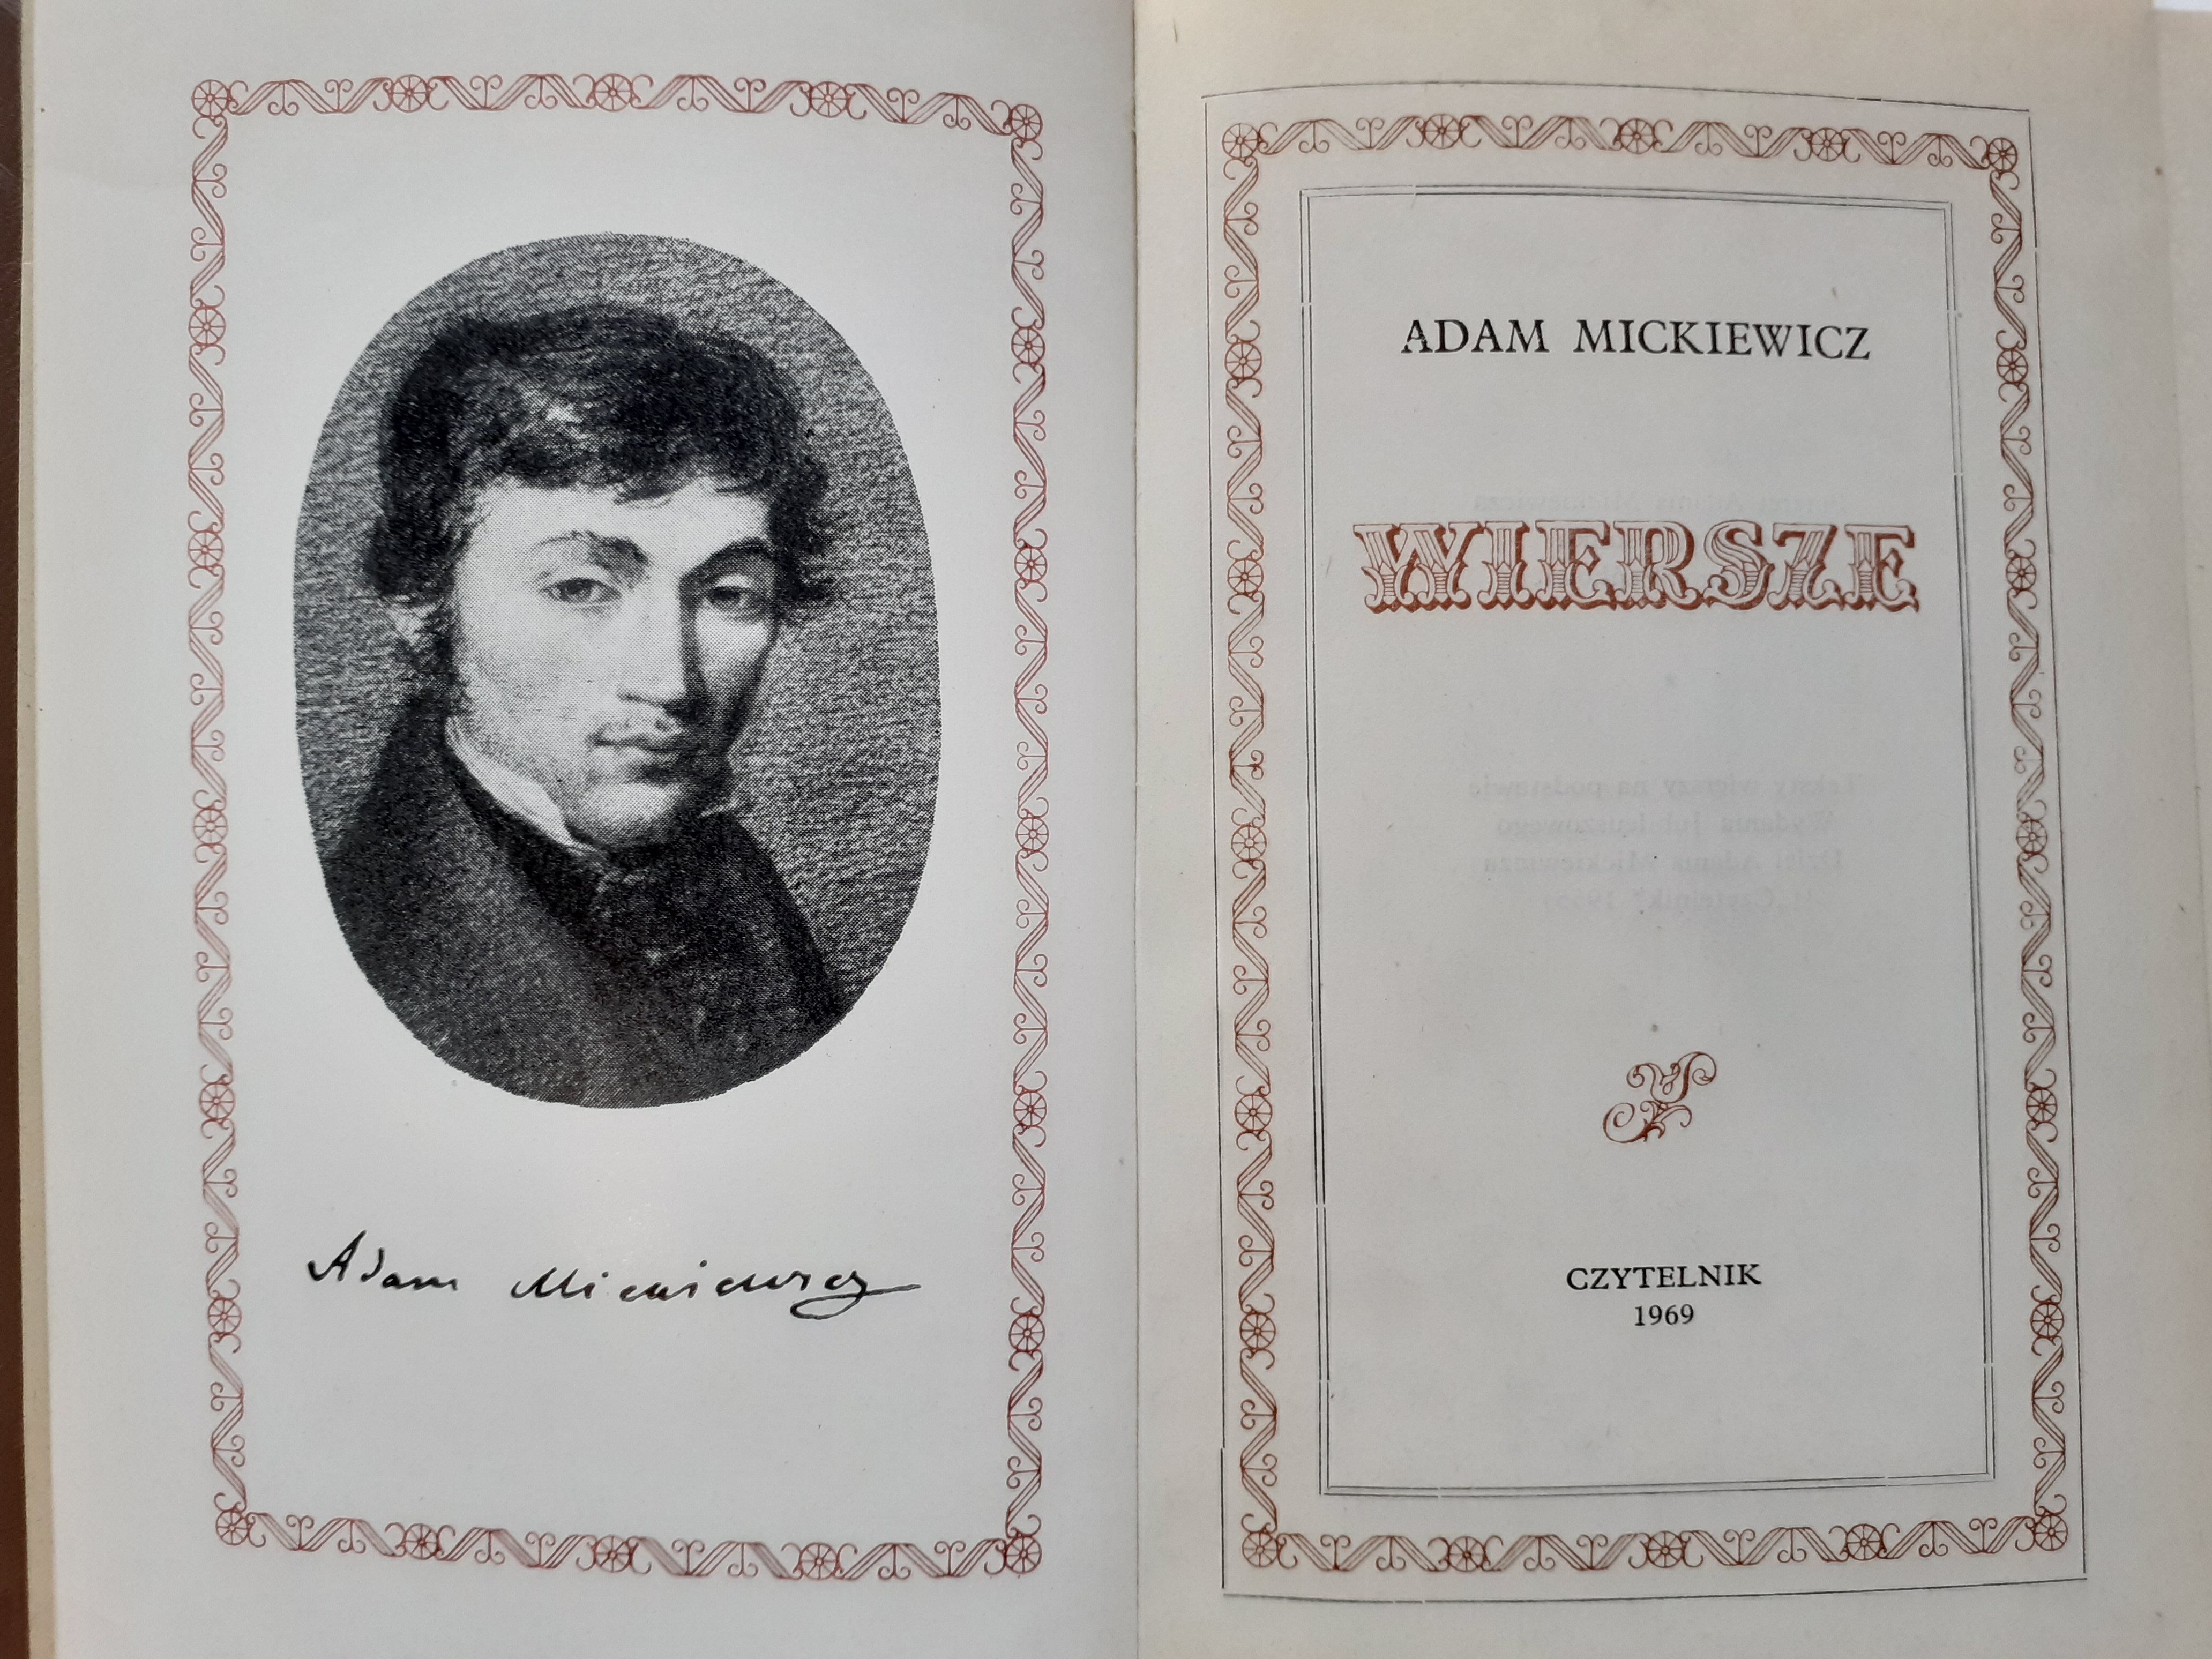 Adam Mickiewicz
ADAM MICKIEWICZ
WIERSZE
CZYTELNIK
1969